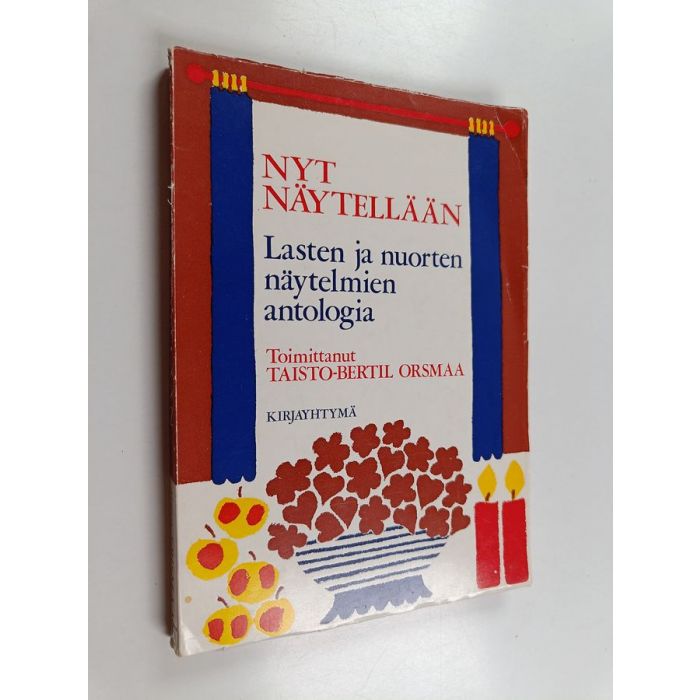 NYT
NÄYTELLÄÄN
Lasten ja nuorten
näytelmien
antologia
Toimittanut
TAISTO-BERTIL ORSMAA
KIRJAYHTYMÄ